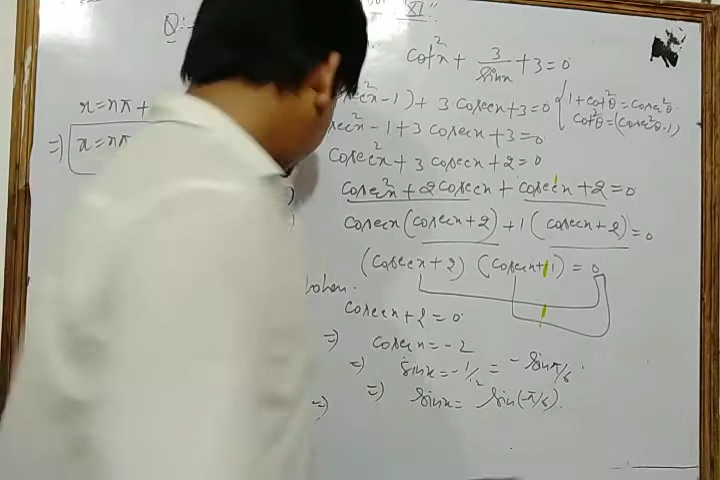 Q:-
"XI"
cot²x + 3/sinx + 3 = 0
x = nπ +
⇒ x = nπ
cosec²x - 1) + 3 cosecx + 3 = 0
1 + cot²θ = cosec²θ
cot²θ = (cosec²θ - 1)
cosec²x - 1 + 3 cosecx + 3 = 0
cosec²x + 3 cosecx + 2 = 0
cosec²x + 2cosecx + cosecx + 2 = 0
cosecx(cosecx + 2) + 1(cosecx + 2) = 0
(cosecx + 2) (cosecx + 1) = 0
when.
cosecx + 2 = 0
⇒ cosecx = -2
⇒ sinx = -1/2 = -sinπ/6
⇒ sinx = sin(-π/6).
⇒